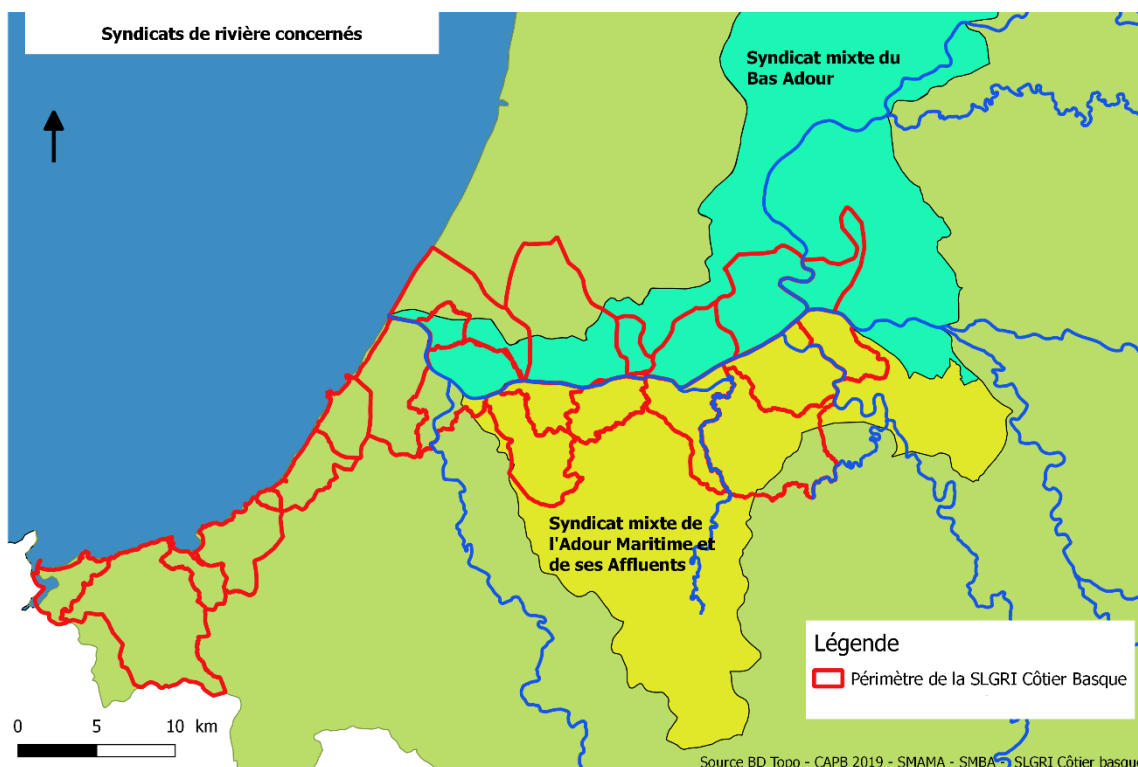 Syndicats de rivière concernés
Syndicat mixte du
Bas Adour
Syndicat mixte de
l'Adour Maritime et
de ses Affluents
Légende
Périmètre de la SLGRI Côtier Basque
0 5 10 km
Source BD Topo - CAPB 2019 - SMAMA - SMBA - SLGRI Côtier basque